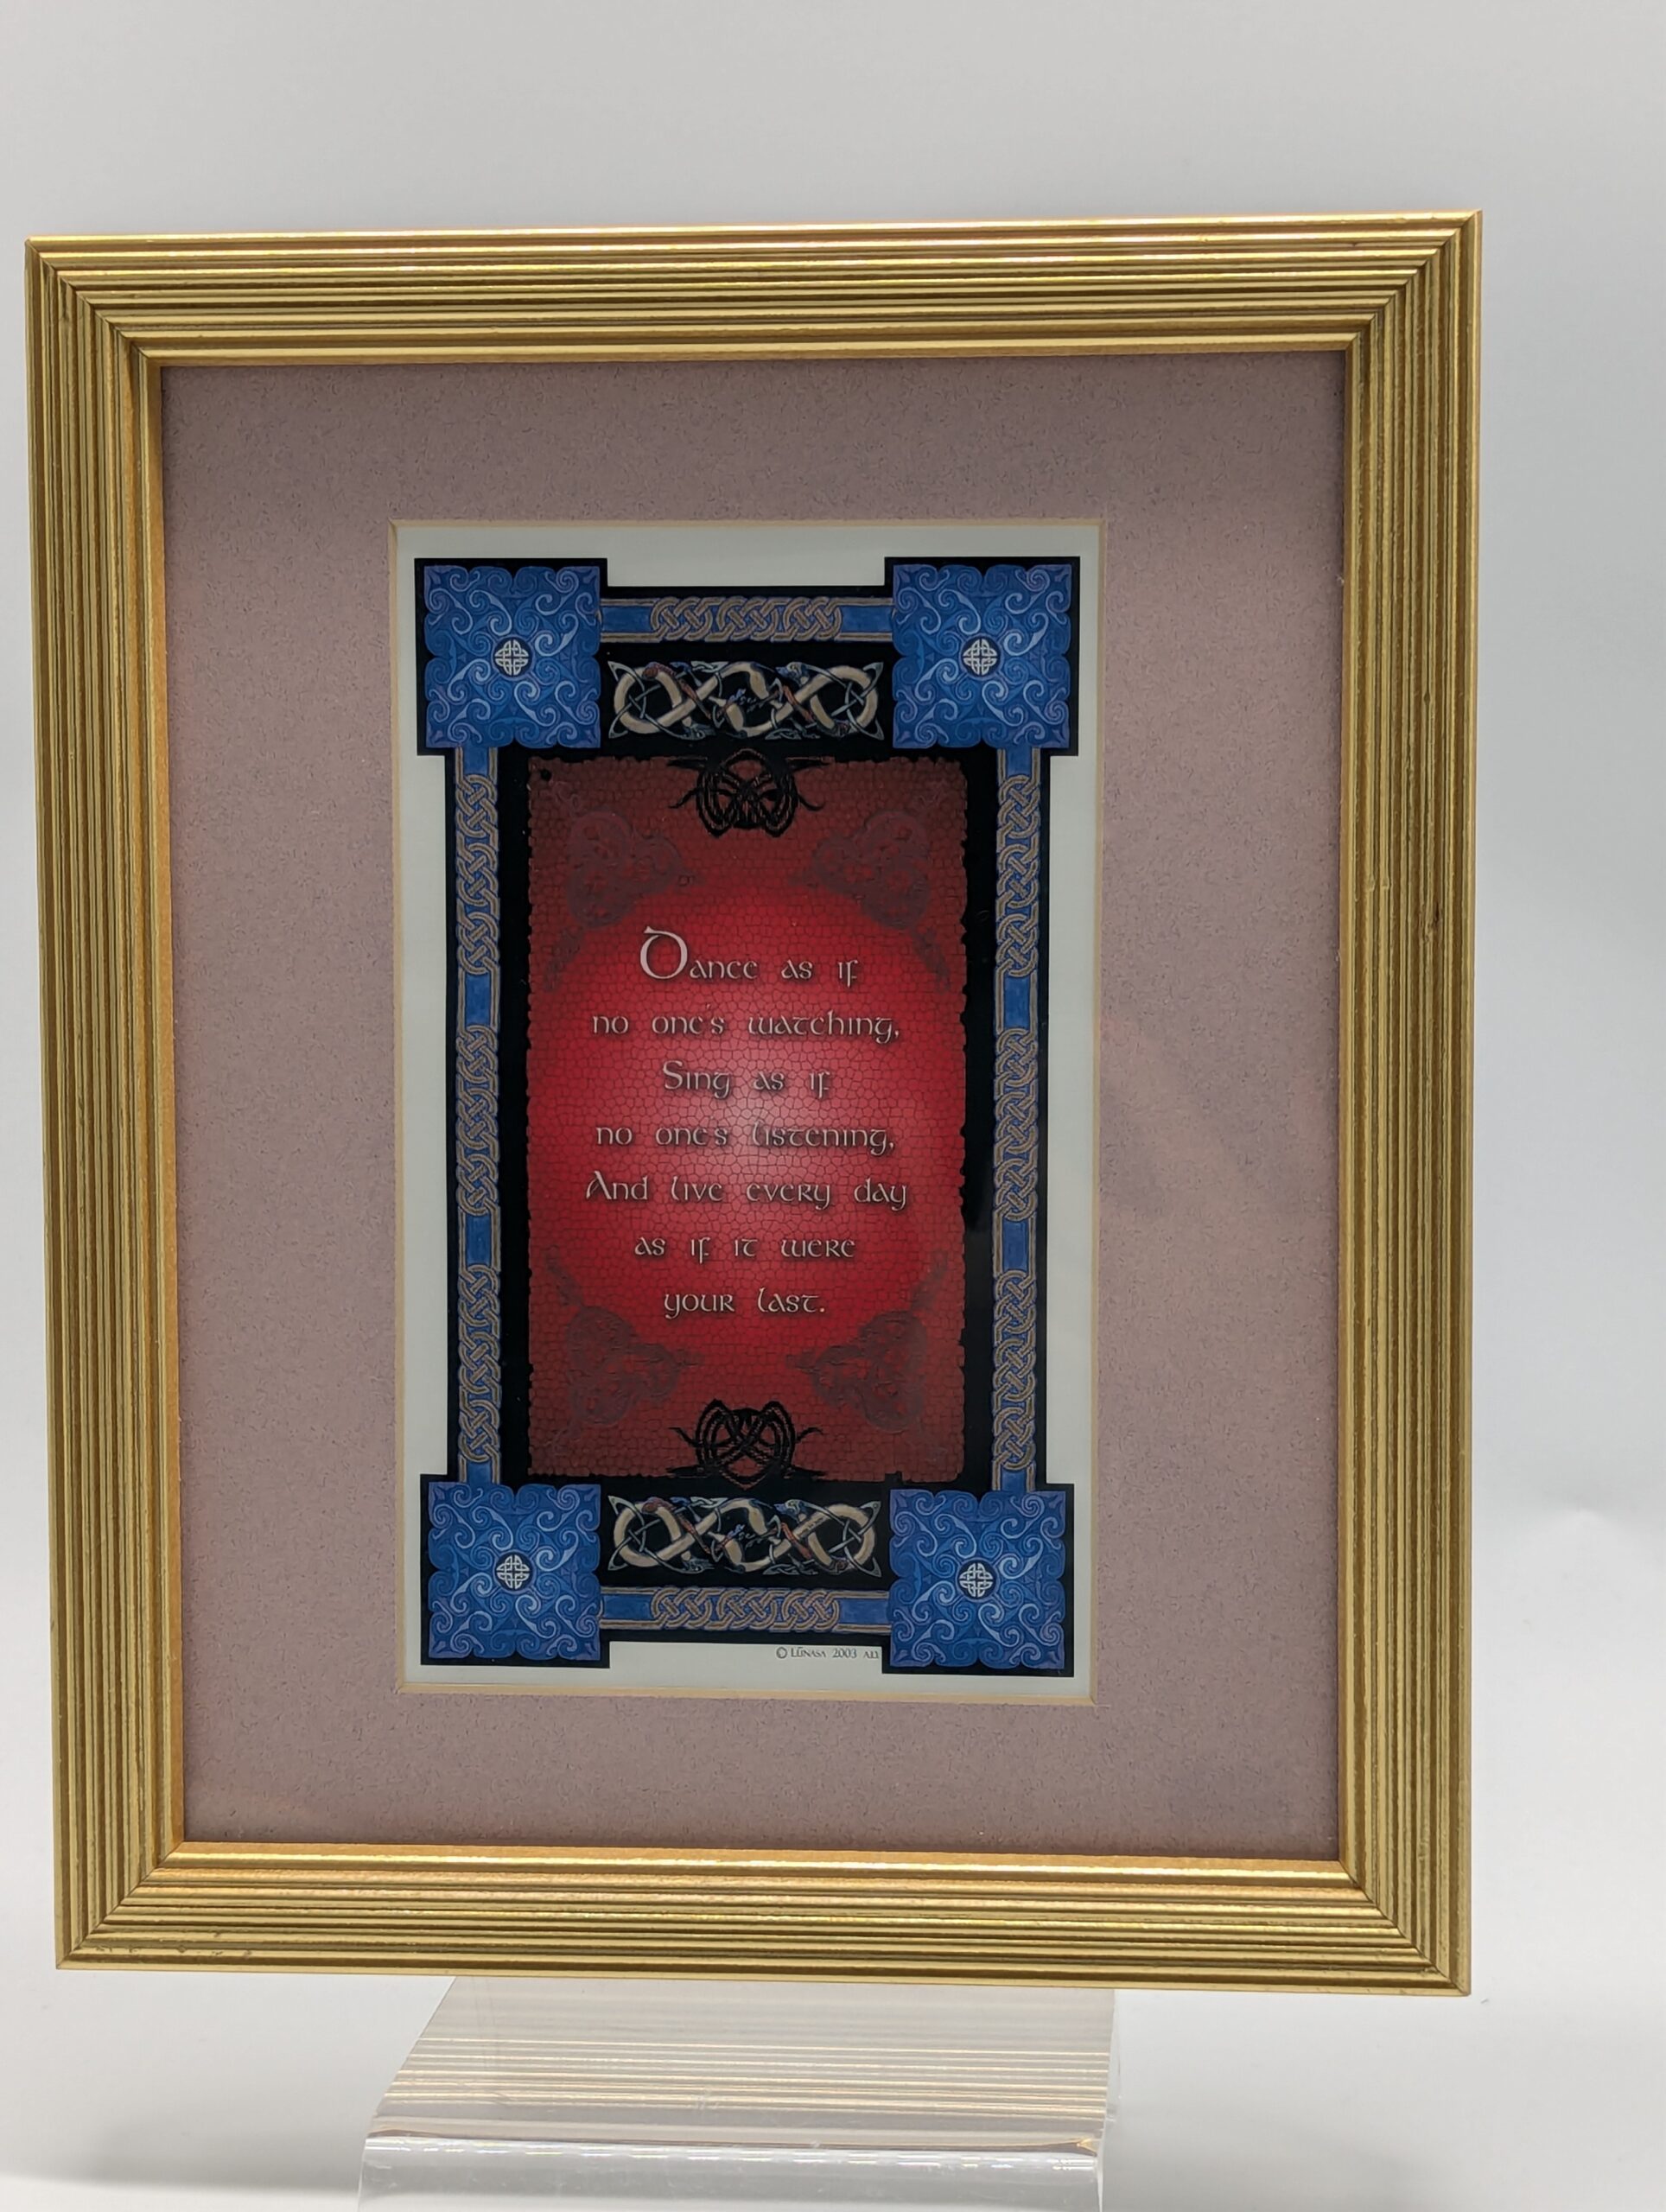 Dance as if
no one's watching,
Sing as if
no one's listening,
And live every day
as if it were
your last.
© Lúnasa 2003